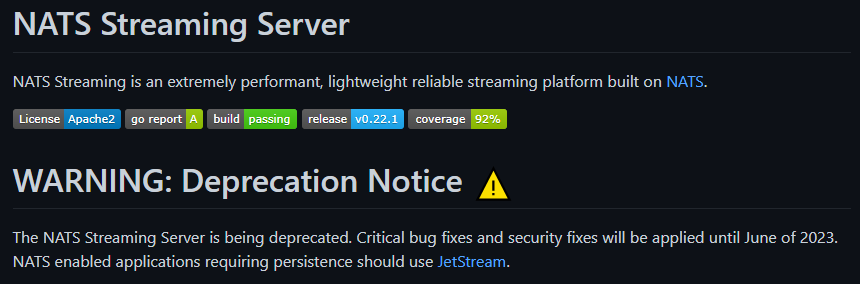 NATS Streaming Server
NATS Streaming is an extremely performant, lightweight reliable streaming platform built on NATS.
License Apache2 go report A build passing release v0.22.1 coverage 92%
WARNING: Deprecation Notice
The NATS Streaming Server is being deprecated. Critical bug fixes and security fixes will be applied until June of 2023.
NATS enabled applications requiring persistence should use JetStream.